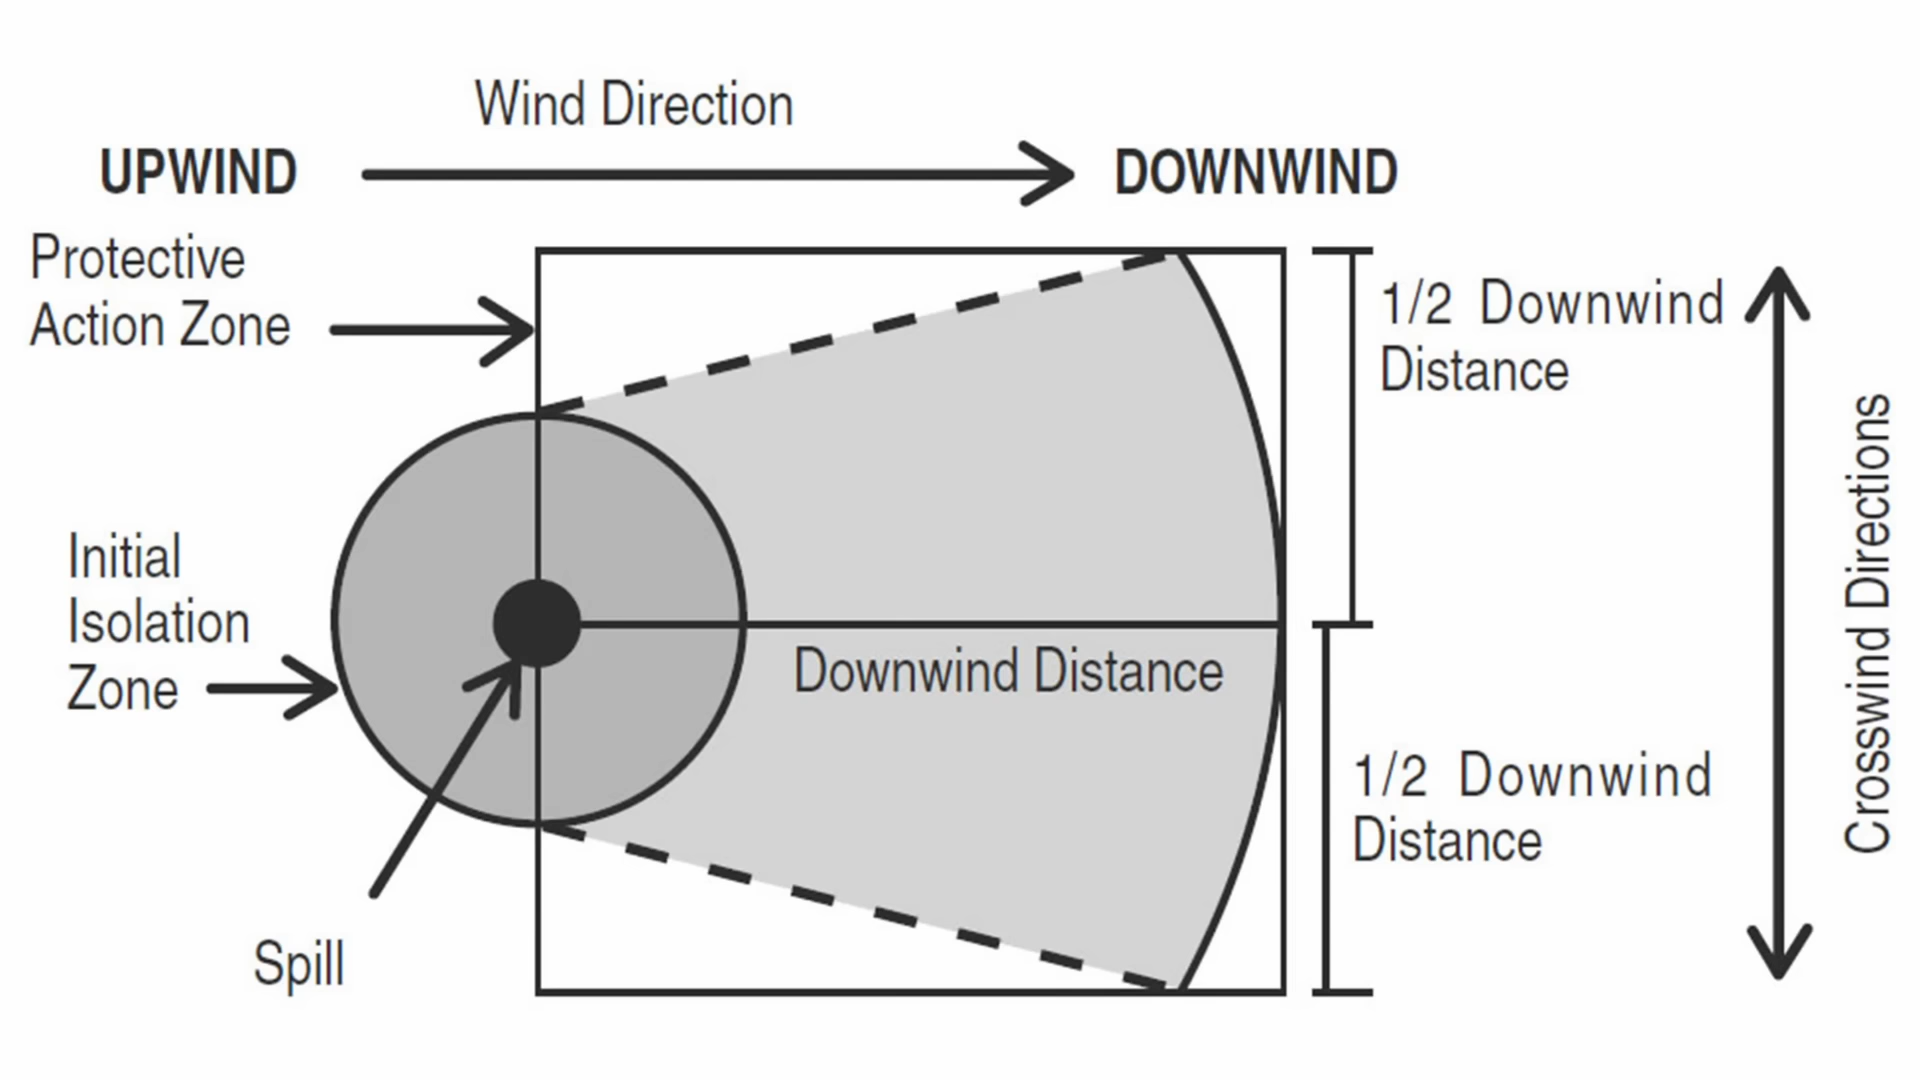 Wind Direction
UPWIND
DOWNWIND
Protective
Action Zone
1/2 Downwind
Distance
Initial
Isolation
Zone
Downwind Distance
1/2 Downwind
Distance
Crosswind Directions
Spill